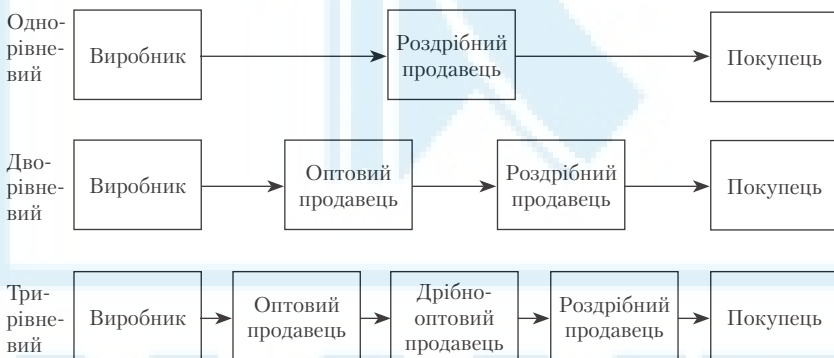 Одно-
рівне-
вий
Виробник
Роздрібний
продавець
Покупець
Дво-
рівне-
вий
Виробник
Оптовий
продавець
Роздрібний
продавець
Покупець
Три-
рівне-
вий
Виробник
Оптовий
продавець
Дрібно-
оптовий
продавець
Роздрібний
продавець
Покупець